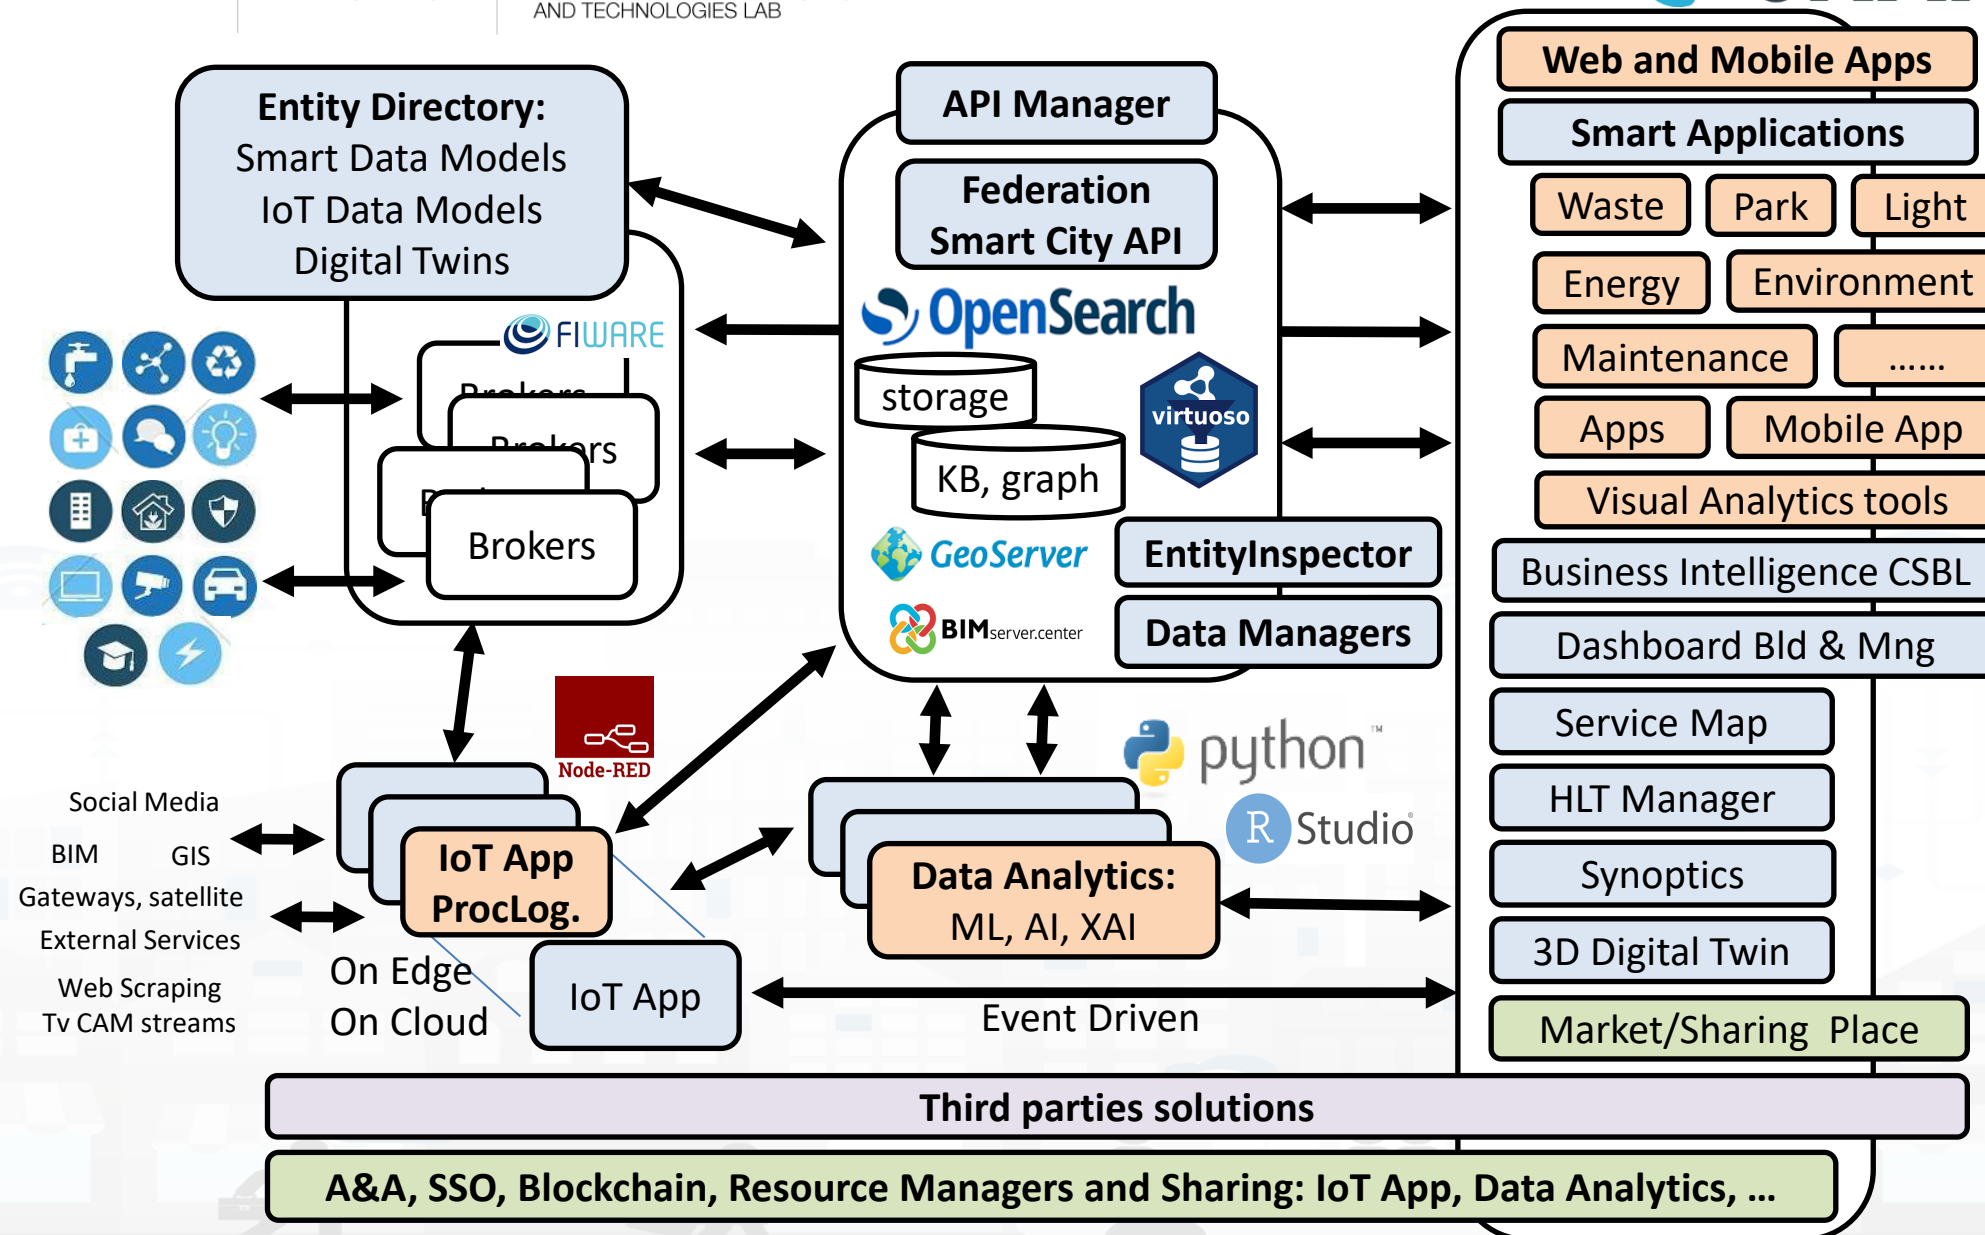 AND TECHNOLOGIES LAB
Entity Directory:
Smart Data Models
IoT Data Models
Digital Twins
FIWARE
Brokers
Brokers
Brokers
API Manager
Federation
Smart City API
OpenSearch
storage
virtuoso
KB, graph
GeoServer
EntityInspector
BIMserver.center
Data Managers
Node-RED
python™
R Studio
Social Media
BIM GIS
Gateways, satellite
External Services
Web Scraping
Tv CAM streams
IoT App
ProcLog.
On Edge
On Cloud
IoT App
Data Analytics:
ML, AI, XAI
Event Driven
Web and Mobile Apps
Smart Applications
Waste Park Light
Energy Environment
Maintenance ......
Apps Mobile App
Visual Analytics tools
Business Intelligence CSBL
Dashboard Bld & Mng
Service Map
HLT Manager
Synoptics
3D Digital Twin
Market/Sharing Place
Third parties solutions
A&A, SSO, Blockchain, Resource Managers and Sharing: IoT App, Data Analytics, ...